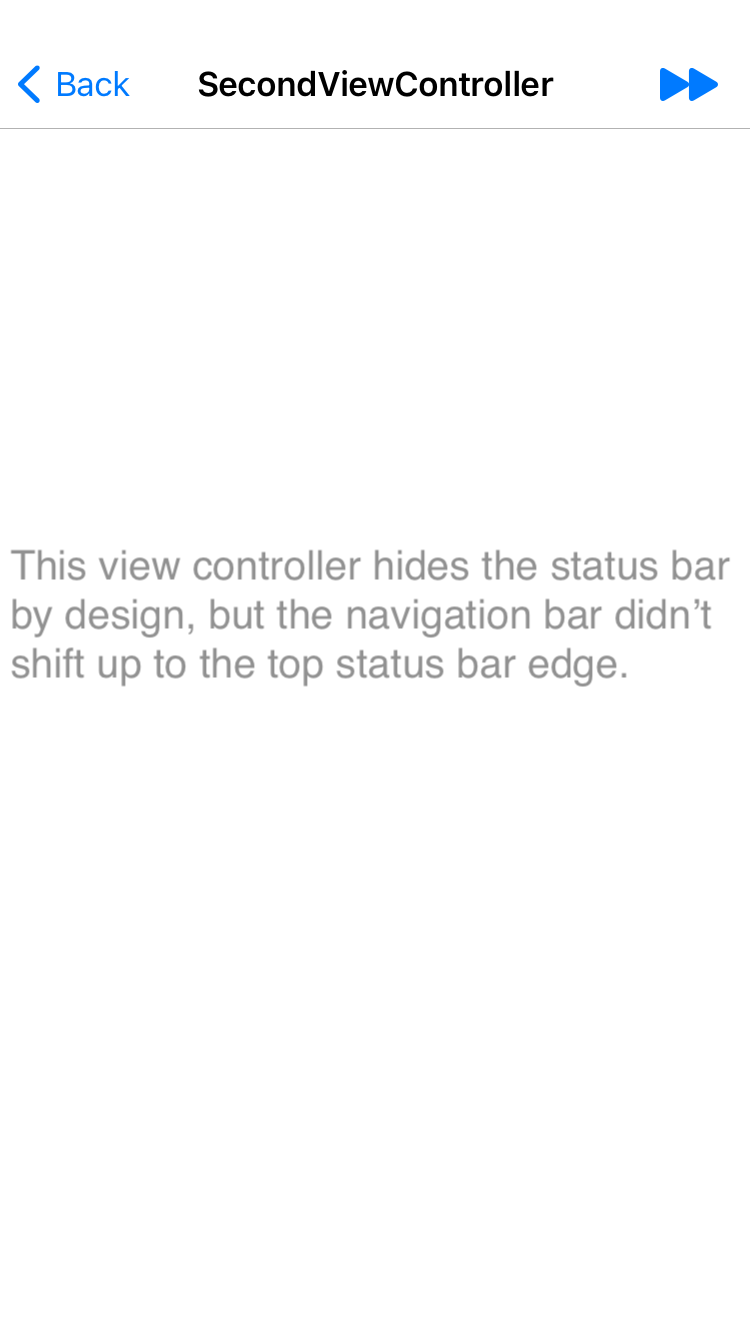 Back SecondViewController
This view controller hides the status bar
by design, but the navigation bar didn’t
shift up to the top status bar edge.